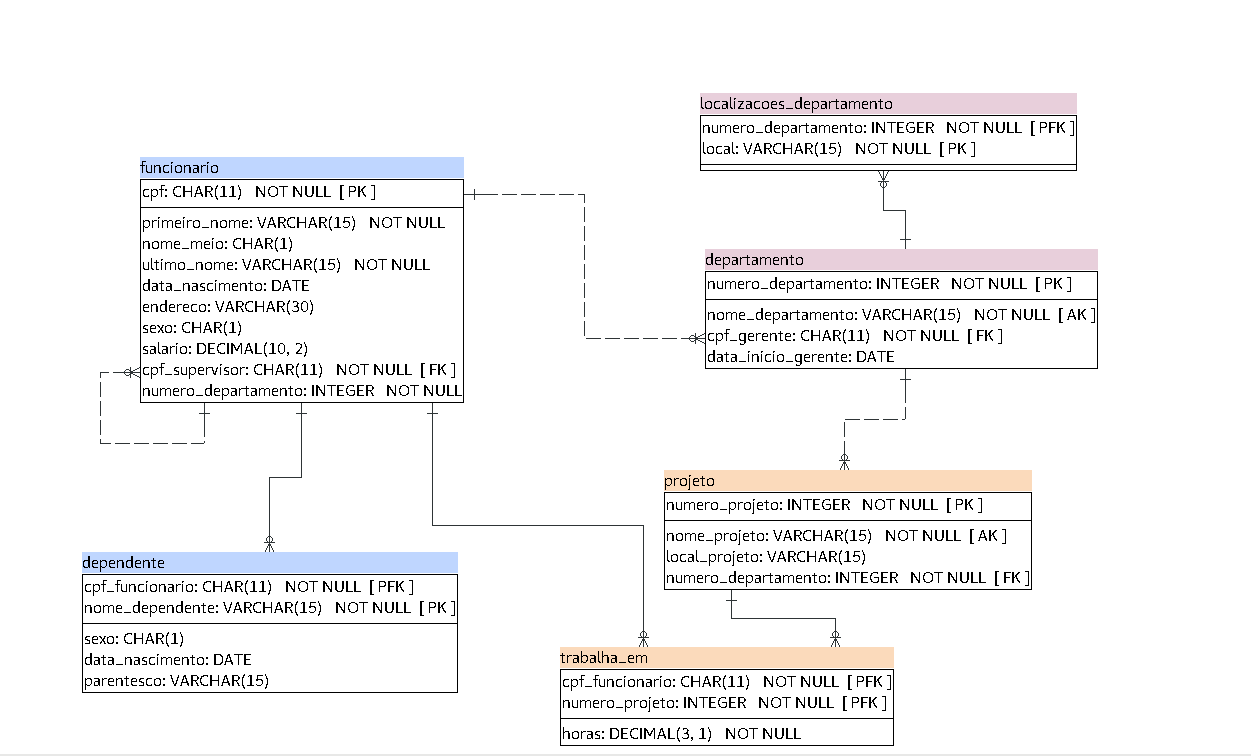 localizacoes_departamento
numero_departamento: INTEGER NOT NULL [ PFK ]
local: VARCHAR(15) NOT NULL [ PK ]
funcionario
cpf: CHAR(11) NOT NULL [ PK ]
primeiro_nome: VARCHAR(15) NOT NULL
nome_meio: CHAR(1)
ultimo_nome: VARCHAR(15) NOT NULL
data_nascimento: DATE
endereco: VARCHAR(30)
sexo: CHAR(1)
salario: DECIMAL(10, 2)
cpf_supervisor: CHAR(11) NOT NULL [ FK ]
numero_departamento: INTEGER NOT NULL
departamento
numero_departamento: INTEGER NOT NULL [ PK ]
nome_departamento: VARCHAR(15) NOT NULL [ AK ]
cpf_gerente: CHAR(11) NOT NULL [ FK ]
data_inicio_gerente: DATE
projeto
numero_projeto: INTEGER NOT NULL [ PK ]
nome_projeto: VARCHAR(15) NOT NULL [ AK ]
local_projeto: VARCHAR(15)
numero_departamento: INTEGER NOT NULL [ FK ]
dependente
cpf_funcionario: CHAR(11) NOT NULL [ PFK ]
nome_dependente: VARCHAR(15) NOT NULL [ PK ]
sexo: CHAR(1)
data_nascimento: DATE
parentesco: VARCHAR(15)
trabalha_em
cpf_funcionario: CHAR(11) NOT NULL [ PFK ]
numero_projeto: INTEGER NOT NULL [ PFK ]
horas: DECIMAL(3, 1) NOT NULL